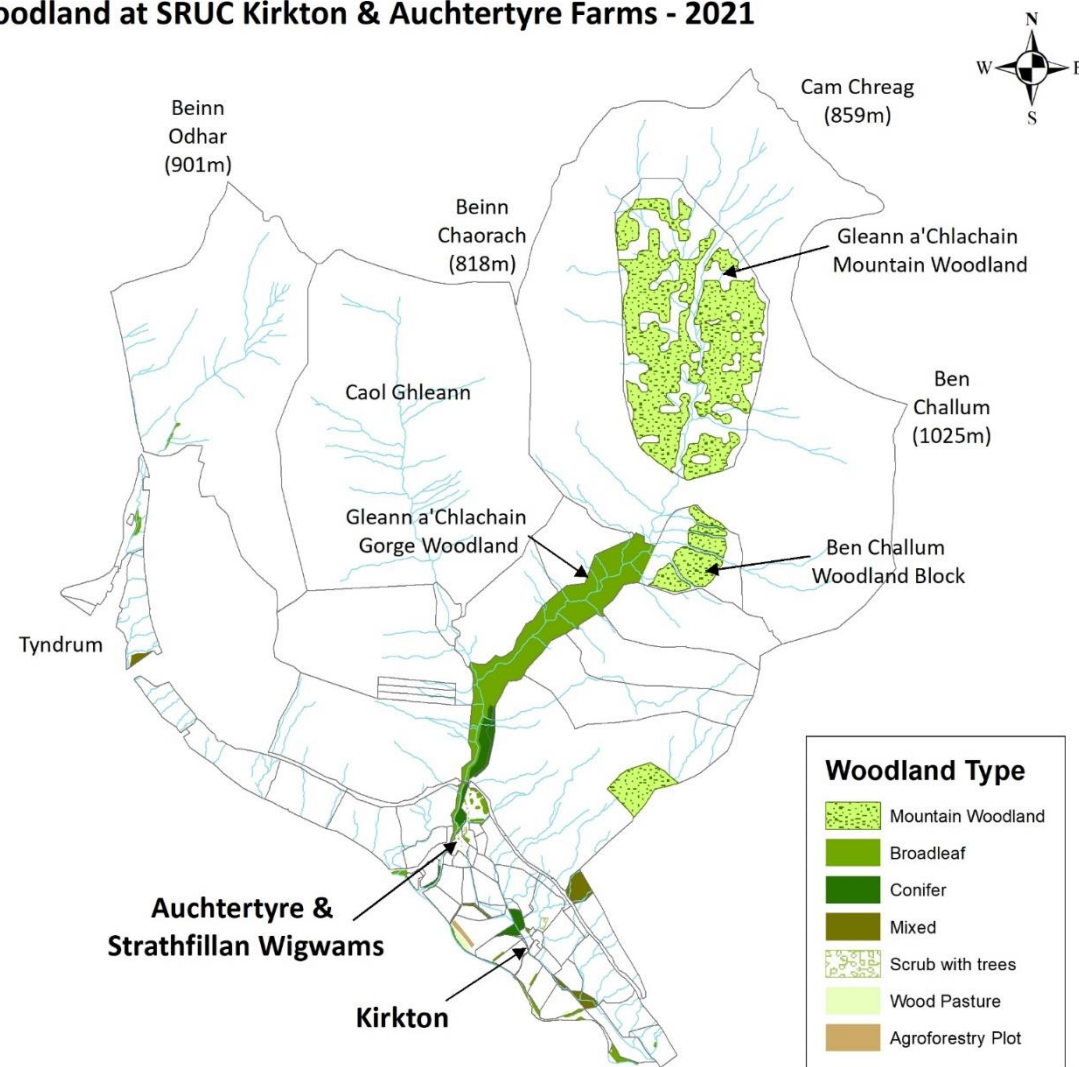 oodland at SRUC Kirkton & Auchtertyre Farms - 2021
N
W
E
S
Cam Chreag
(859m)
Beinn
Odhar
(901m)
Beinn
Chaorach
(818m)
Gleann a'Chlachain
Mountain Woodland
Caol Ghleann
Ben
Challum
(1025m)
Gleann a'Chlachain
Gorge Woodland
Ben Challum
Woodland Block
Tyndrum
Auchtertyre &
Strathfillan Wigwams
Kirkton
Woodland Type
Mountain Woodland
Broadleaf
Conifer
Mixed
Scrub with trees
Wood Pasture
Agroforestry Plot